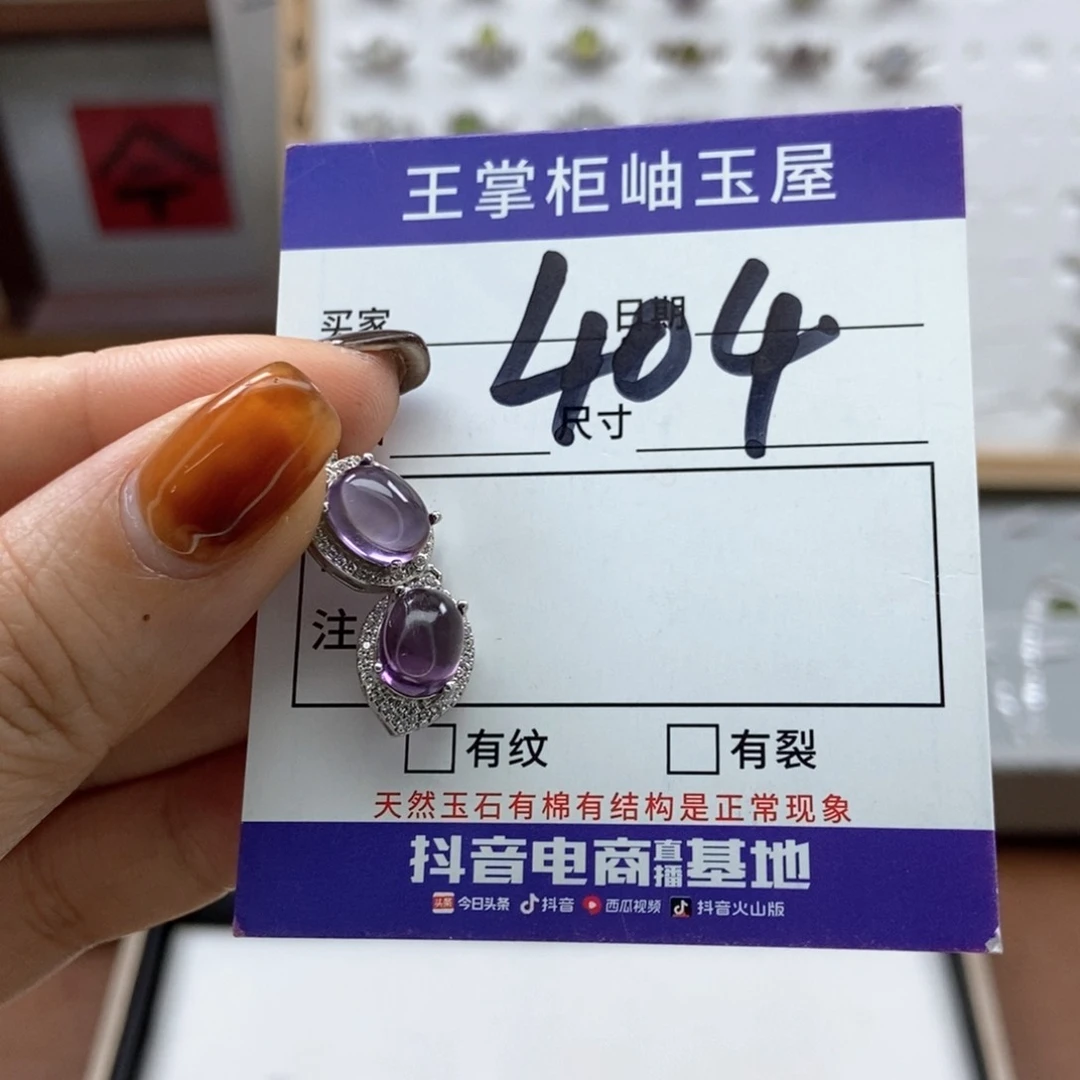 王掌柜岫玉屋
买家 日期
404
尺寸
注
有纹 有裂
天然玉石有棉有结构是正常现象
抖音电商直播基地
头条 今日头条 抖音 西瓜视频 抖音火山版